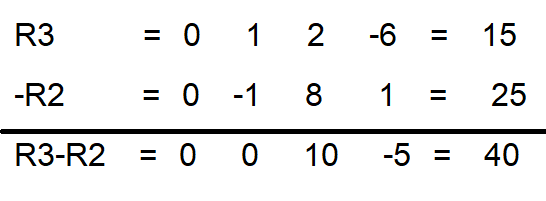 R3 = 0 1 2 -6 = 15
-R2 = 0 -1 8 1 = 25
R3-R2 = 0 0 10 -5 = 40